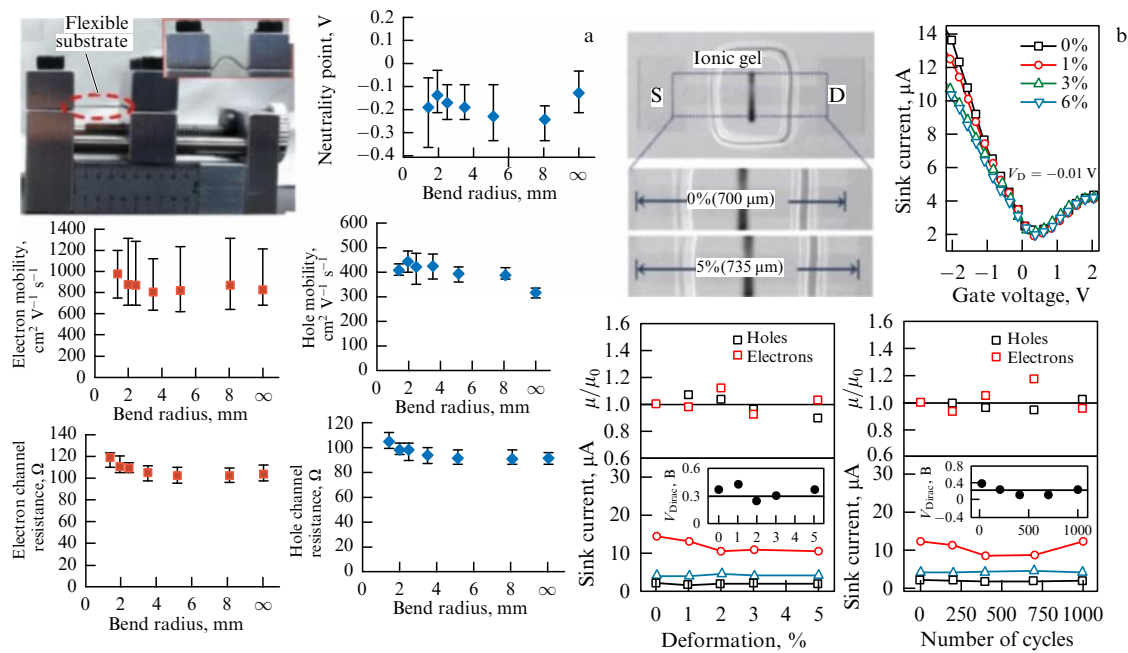 Flexible
substrate
a
Neutrality point, V
0.2
0.1
0
−0.1
−0.2
−0.3
−0.4
0 2 4 6 8 ∞
Bend radius, mm
Electron mobility,
cm² V⁻¹ s⁻¹
1400
1200
1000
800
600
400
200
0
0 2 4 6 8 ∞
Bend radius, mm
Hole mobility,
cm² V⁻¹ s⁻¹
600
500
400
300
200
100
0
0 2 4 6 8 ∞
Bend radius, mm
Electron channel
resistance, Ω
140
120
100
80
60
40
20
0
0 2 4 6 8 ∞
Bend radius, mm
Hole channel
resistance, Ω
140
120
100
80
60
40
20
0
0 2 4 6 8 ∞
Bend radius, mm
b
Ionic gel
S
D
0%(700 μm)
5%(735 μm)
Sink current, μA
14
12
10
8
6
4
2
0%
1%
3%
6%
V_D = −0.01 V
−2 −1 0 1 2
Gate voltage, V
μ/μ₀
1.6
1.4
1.2
1.0
0.8
0.6
Holes
Electrons
Sink current, μA
30
20
10
0
V_Dirac, B
0.6
0.3
0
0 1 2 3 4 5
0 1 2 3 4 5
Deformation, %
μ/μ₀
1.6
1.4
1.2
1.0
0.8
0.6
Holes
Electrons
Sink current, μA
30
20
10
0
V_Dirac, B
0.8
0.4
0
−0.4
0 500 1000
0 250 500 750 1000
Number of cycles